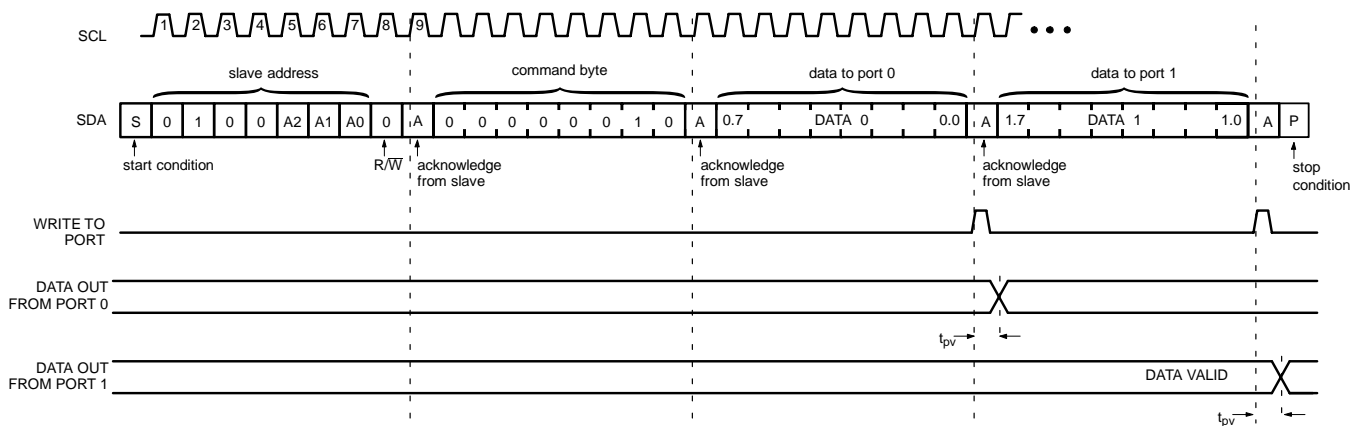 SCL 1 2 3 4 5 6 7 8 9
slave address command byte data to port 0 data to port 1
SDA S 0 1 0 0 A2 A1 A0 0 A 0 0 0 0 0 0 1 0 A 0.7 DATA 0 0.0 A 1.7 DATA 1 1.0 A P
start condition R/W̅ acknowledge from slave acknowledge from slave acknowledge from slave stop condition
WRITE TO
PORT
DATA OUT
FROM PORT 0
tpv
DATA OUT
FROM PORT 1
DATA VALID
tpv